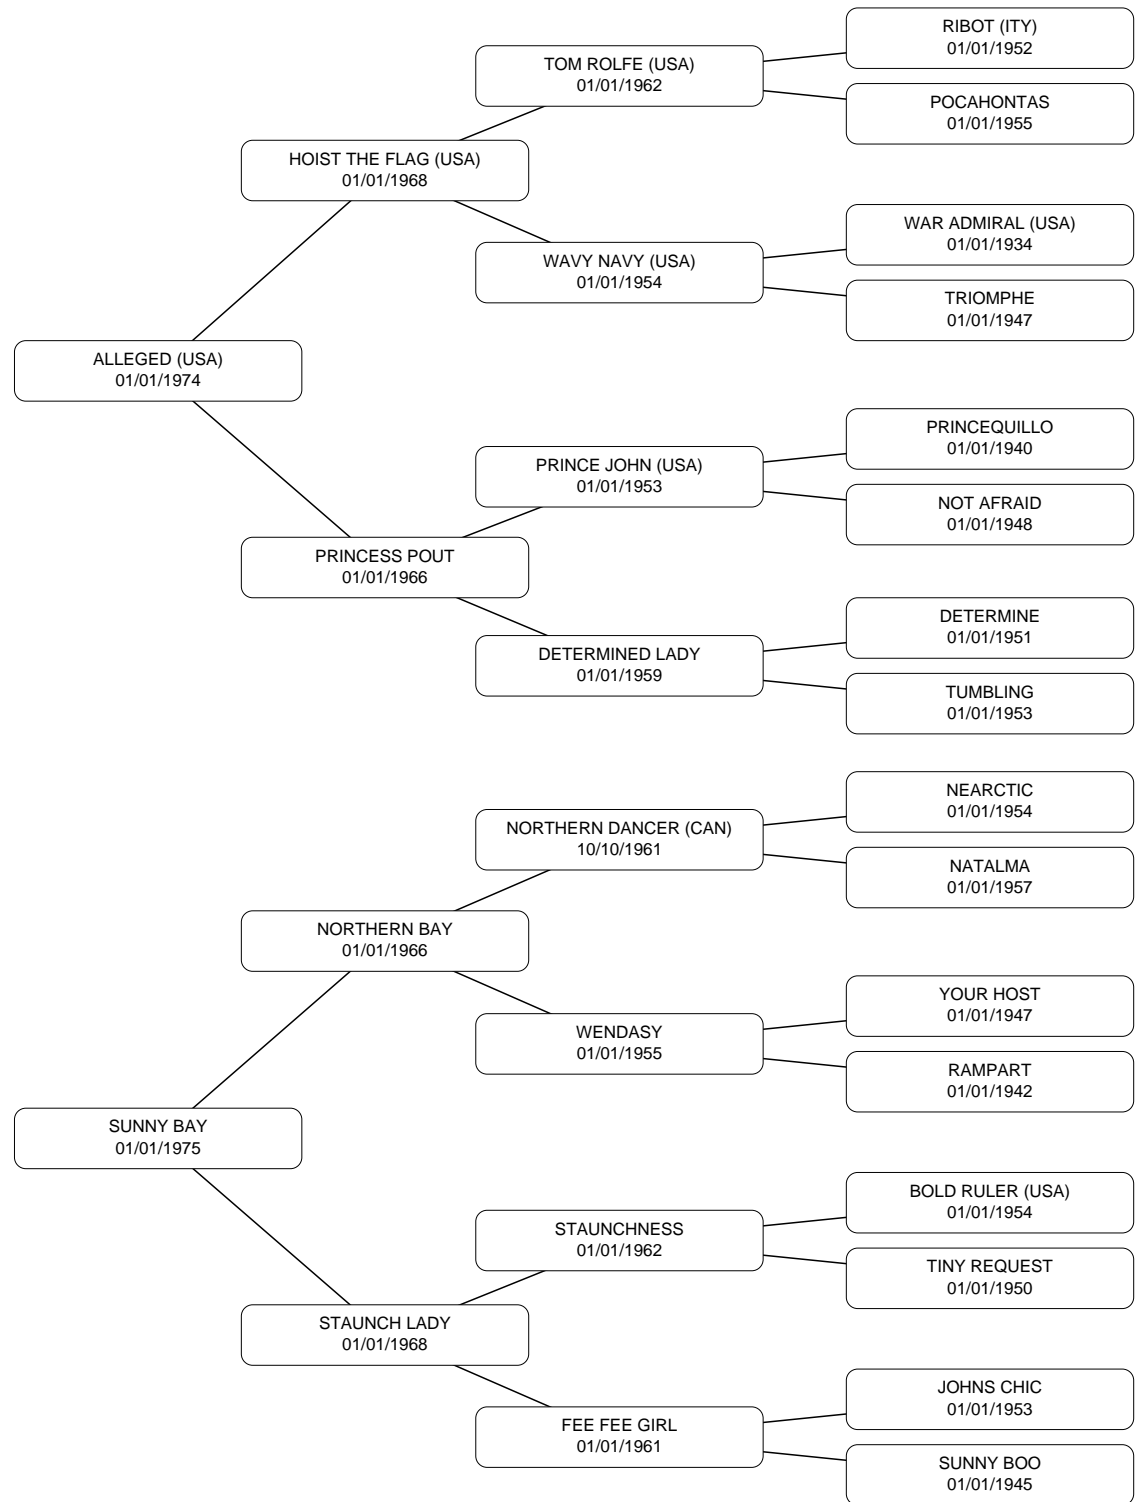 RIBOT (ITY)
01/01/1952
TOM ROLFE (USA)
01/01/1962
POCAHONTAS
01/01/1955
HOIST THE FLAG (USA)
01/01/1968
WAR ADMIRAL (USA)
01/01/1934
WAVY NAVY (USA)
01/01/1954
TRIOMPHE
01/01/1947
ALLEGED (USA)
01/01/1974
PRINCEQUILLO
01/01/1940
PRINCE JOHN (USA)
01/01/1953
NOT AFRAID
01/01/1948
PRINCESS POUT
01/01/1966
DETERMINE
01/01/1951
DETERMINED LADY
01/01/1959
TUMBLING
01/01/1953
NEARCTIC
01/01/1954
NORTHERN DANCER (CAN)
10/10/1961
NATALMA
01/01/1957
NORTHERN BAY
01/01/1966
YOUR HOST
01/01/1947
WENDASY
01/01/1955
RAMPART
01/01/1942
SUNNY BAY
01/01/1975
BOLD RULER (USA)
01/01/1954
STAUNCHNESS
01/01/1962
TINY REQUEST
01/01/1950
STAUNCH LADY
01/01/1968
JOHNS CHIC
01/01/1953
FEE FEE GIRL
01/01/1961
SUNNY BOO
01/01/1945